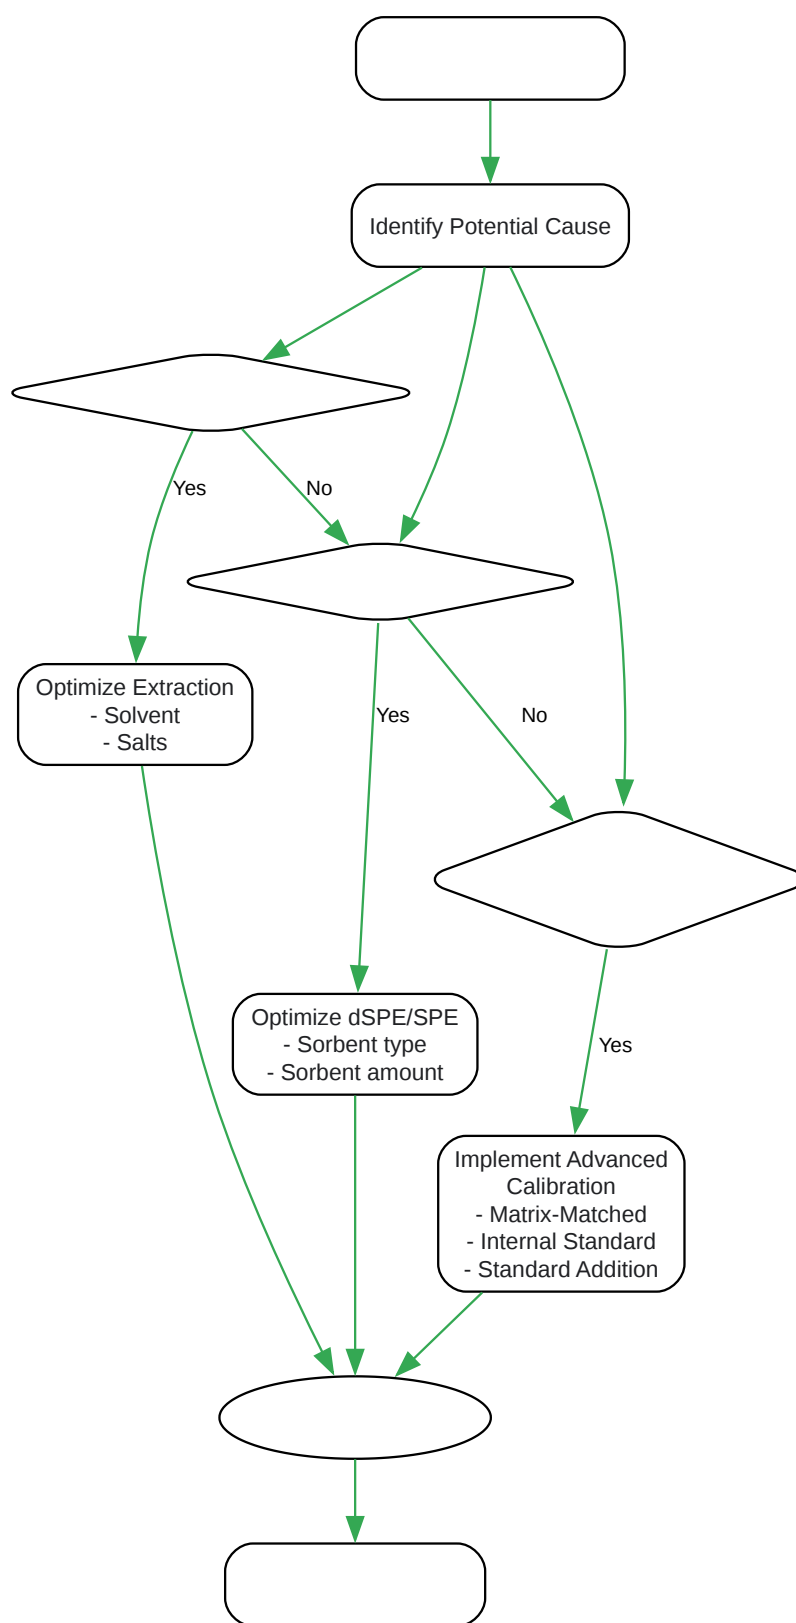 Identify Potential Cause
Yes
No
Optimize Extraction
- Solvent
- Salts
Yes
No
Optimize dSPE/SPE
- Sorbent type
- Sorbent amount
Yes
Implement Advanced
Calibration
- Matrix-Matched
- Internal Standard
- Standard Addition